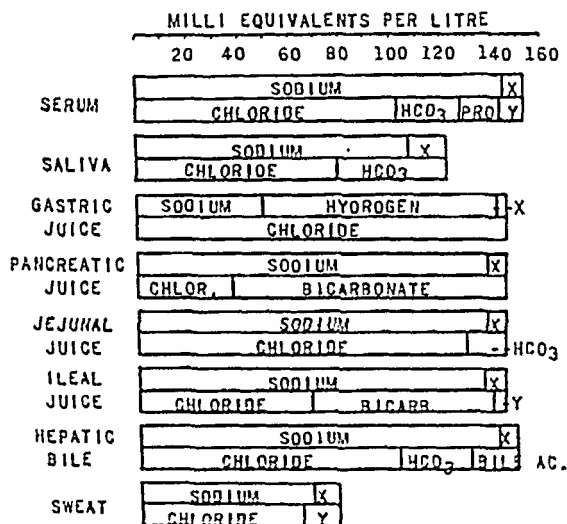 MILLI EQUIVALENTS PER LITRE
20 40 60 80 100 120 140 160
SODIUM X
SERUM
CHLORIDE HCO3 PRO Y
SODIUM X
SALIVA
CHLORIDE HCO3
GASTRIC SODIUM HYDROGEN X
JUICE CHLORIDE
PANCREATIC SODIUM X
JUICE CHLOR. BICARBONATE
JEJUNAL SODIUM X
JUICE CHLORIDE HCO3
ILEAL SODIUM X
JUICE CHLORIDE BICARB. Y
HEPATIC SODIUM X
BILE CHLORIDE HCO3 BILE AC.
SODIUM X
SWEAT
CHLORIDE Y